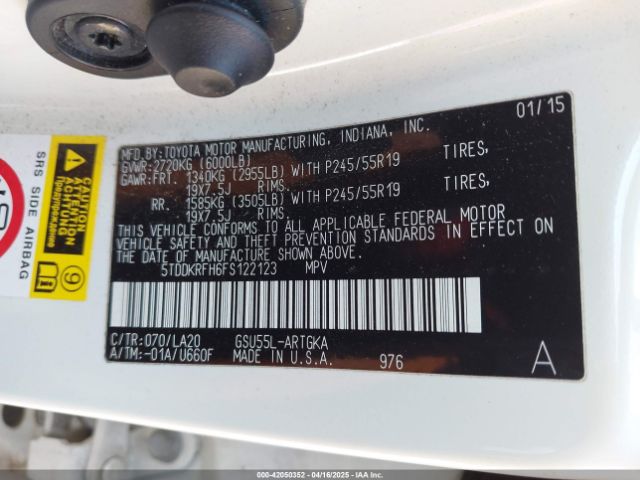 01/15
MFD.BY:TOYOTA MOTOR MANUFACTURING, INDIANA, INC.
GVWR:2720KG (6000LB)
GAWR:FRT. 1340KG (2955LB) WITH P245/55R19 TIRES,
19X7.5J RIMS.
RR. 1585KG (3505LB) WITH P245/55R19 TIRES,
19X7.5J RIMS.
THIS VEHICLE CONFORMS TO ALL APPLICABLE FEDERAL MOTOR
VEHICLE SAFETY AND THEFT PREVENTION STANDARDS IN EFFECT ON
THE DATE OF MANUFACTURE SHOWN ABOVE.
5TDDKRFH6FS122123 MPV
C/TR:070/LA20 GSU55L-ARTGKA
A/TM:-01A/U660F MADE IN U.S.A. 976 A
SRS SIDE AIRBAG
ACHTUNG
9
000-42050352 - 04/16/2025 - IAAI.COM